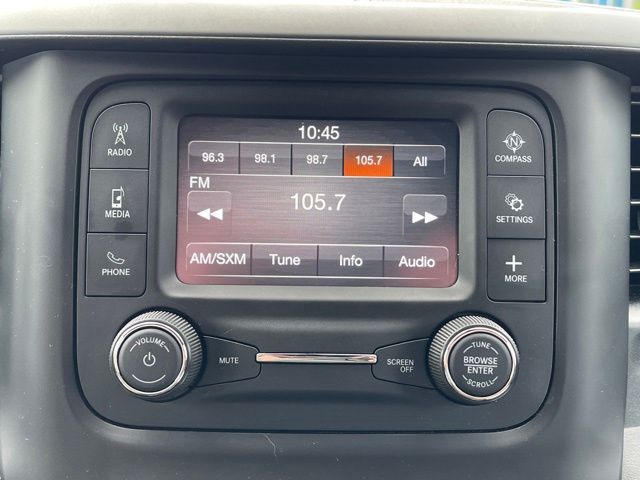 10:45
96.3 98.1 98.7 105.7 All
FM
105.7
AM/SXM Tune Info Audio
RADIO
MEDIA
PHONE
N
COMPASS
SETTINGS
+
MORE
VOLUME
MUTE
SCREEN
OFF
TUNE
BROWSE
ENTER
SCROLL